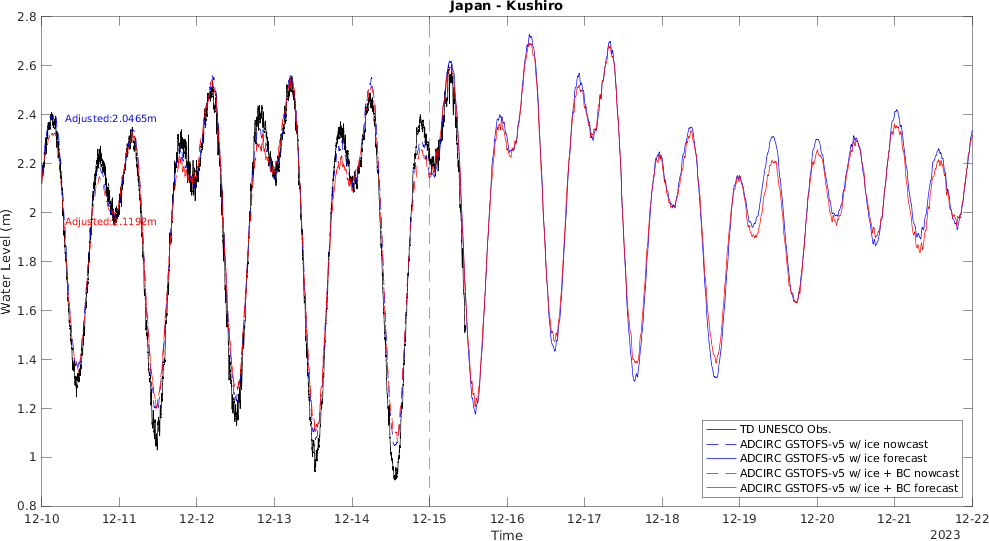 Japan - Kushiro
2.8
2.6
2.4
2.2
2
1.8
1.6
1.4
1.2
1
0.8
Water Level (m)
Adjusted:2.0465m
Adjusted:2.1192m
TD UNESCO Obs.
ADCIRC GSTOFS-v5 w/ ice nowcast
ADCIRC GSTOFS-v5 w/ ice forecast
ADCIRC GSTOFS-v5 w/ ice + BC nowcast
ADCIRC GSTOFS-v5 w/ ice + BC forecast
12-10 12-11 12-12 12-13 12-14 12-15 12-16 12-17 12-18 12-19 12-20 12-21 12-22
Time
2023